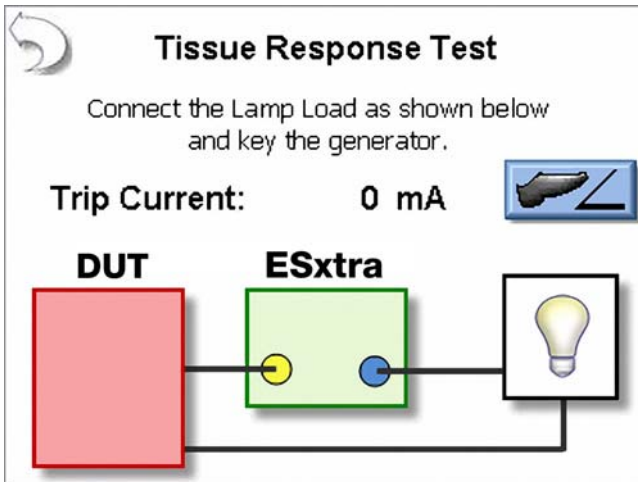 Tissue Response Test
Connect the Lamp Load as shown below
and key the generator.
Trip Current: 0 mA
DUT ESxtra